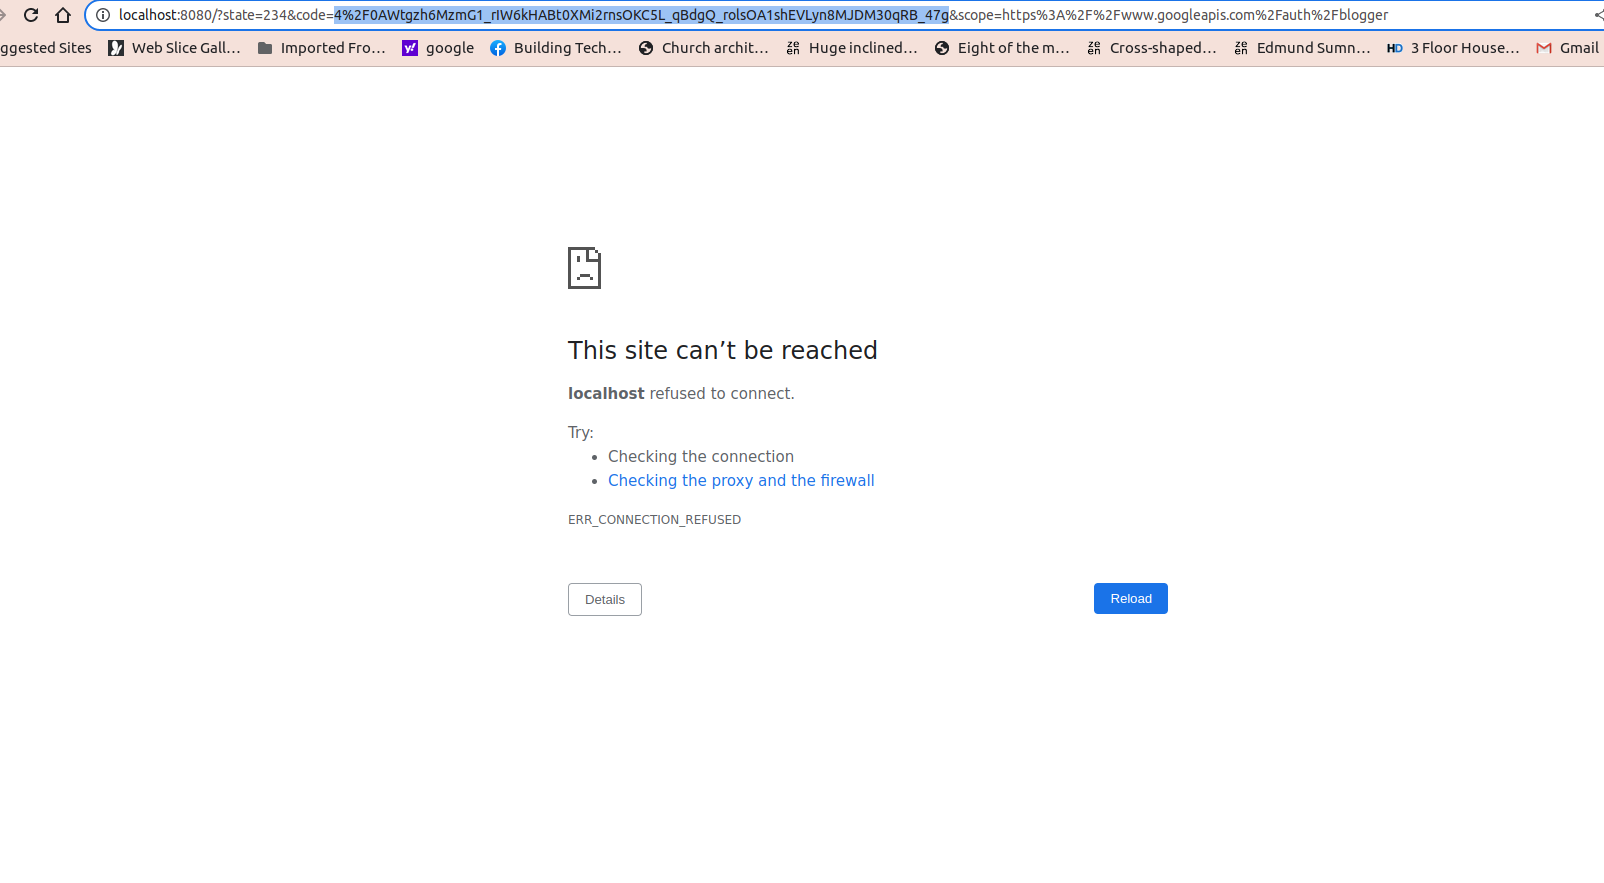 localhost:8080/?state=234&code=4%2F0AWtgzh6MzmG1_rIW6kHABt0XMi2rnsOKC5L_qBdgQ_rolsOA1shEVLyn8MJDM30qRB_47g&scope=https%3A%2F%2Fwww.googleapis.com%2Fauth%2Fblogger
ggested Sites Web Slice Gall... Imported Fro... google Building Tech... Church archit... Huge inclined... Eight of the m... Cross-shaped... Edmund Sumn... 3 Floor House... Gmail
This site can’t be reached
localhost refused to connect.
Try:
• Checking the connection
• Checking the proxy and the firewall
ERR_CONNECTION_REFUSED
Details Reload